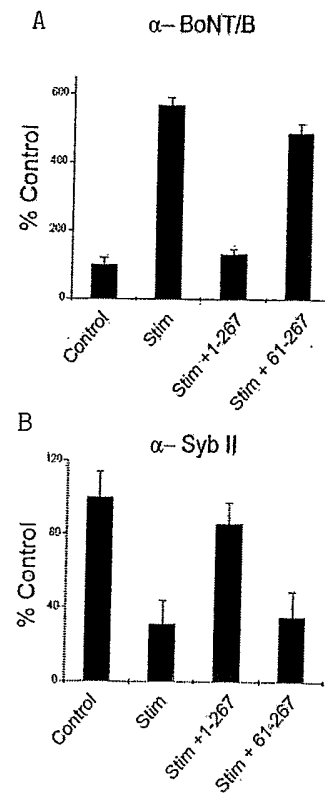 A
α– BoNT/B
% Control
600
400
200
0
Control
Stim
Stim +1-267
Stim + 61-267
B
α– Syb II
% Control
120
80
40
0
Control
Stim
Stim +1-267
Stim + 61-267